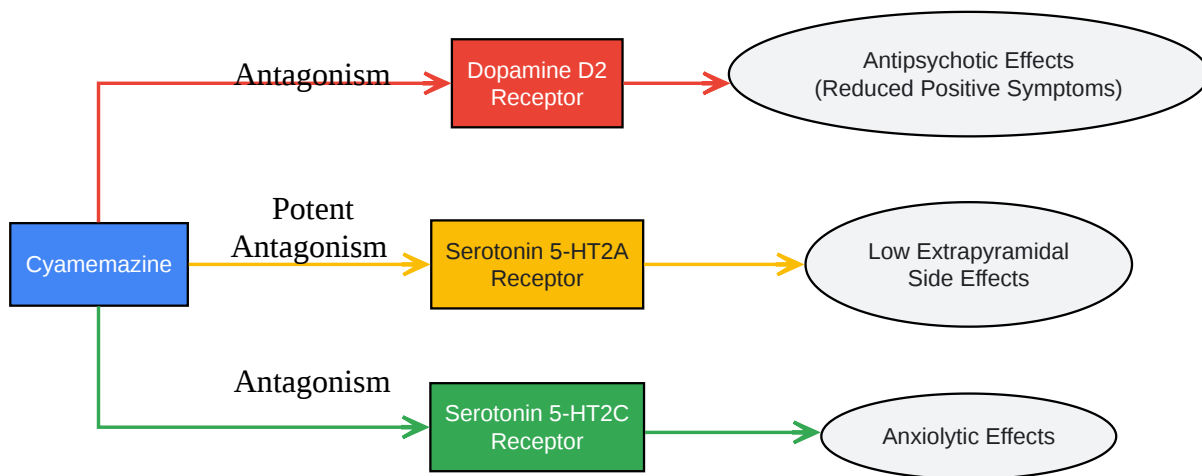 Antagonism
Dopamine D2
Receptor
Antipsychotic Effects
(Reduced Positive Symptoms)
Cyamemazine
Potent
Antagonism
Serotonin 5-HT2A
Receptor
Low Extrapyramidal
Side Effects
Antagonism
Serotonin 5-HT2C
Receptor
Anxiolytic Effects